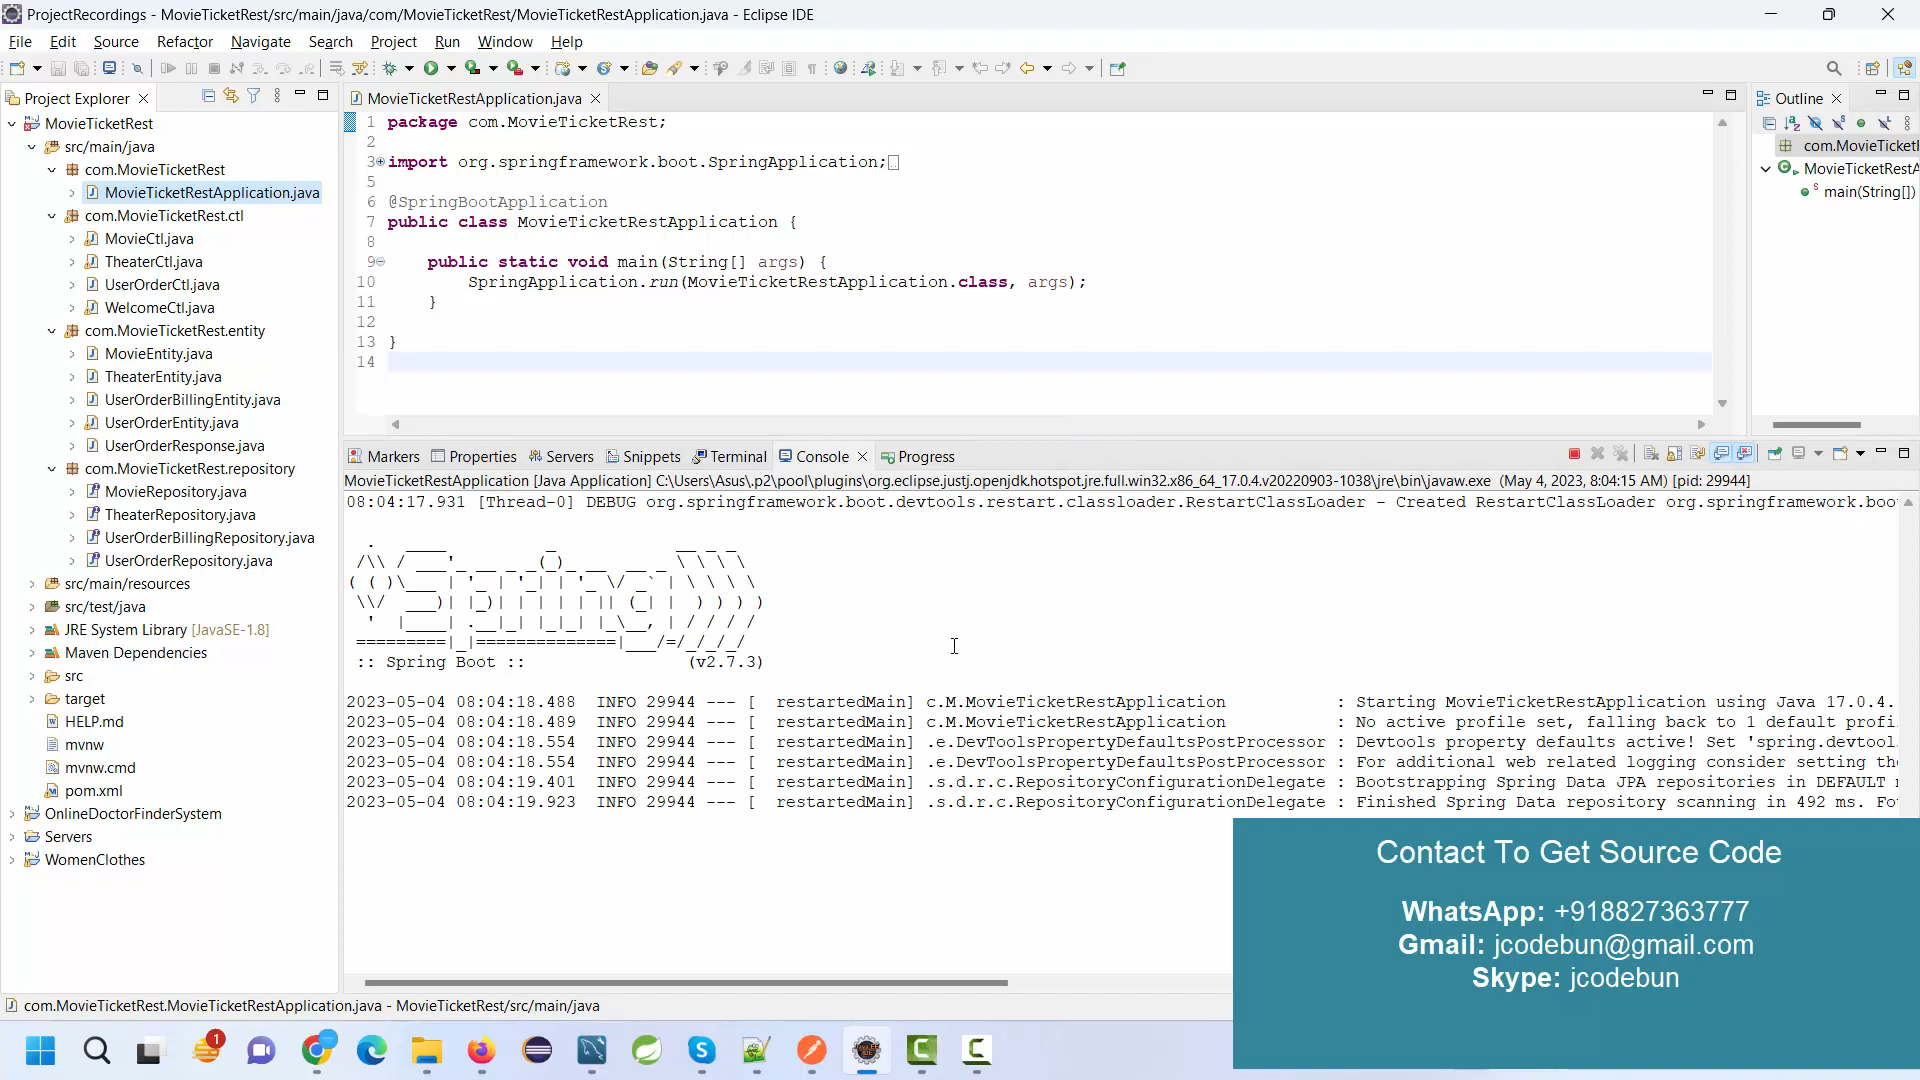 ProjectRecordings - MovieTicketRest/src/main/java/com/MovieTicketRest/MovieTicketRestApplication.java - Eclipse IDE
File Edit Source Refactor Navigate Search Project Run Window Help
Project Explorer
MovieTicketRest
src/main/java
com.MovieTicketRest
MovieTicketRestApplication.java
com.MovieTicketRest.ctl
MovieCtl.java
TheaterCtl.java
UserOrderCtl.java
WelcomeCtl.java
com.MovieTicketRest.entity
MovieEntity.java
TheaterEntity.java
UserOrderBillingEntity.java
UserOrderEntity.java
UserOrderResponse.java
com.MovieTicketRest.repository
MovieRepository.java
TheaterRepository.java
UserOrderBillingRepository.java
UserOrderRepository.java
src/main/resources
src/test/java
JRE System Library [JavaSE-1.8]
Maven Dependencies
src
target
HELP.md
mvnw
mvnw.cmd
pom.xml
OnlineDoctorFinderSystem
Servers
WomenClothes
MovieTicketRestApplication.java
1 package com.MovieTicketRest;
2
3 import org.springframework.boot.SpringApplication;
5
6 @SpringBootApplication
7 public class MovieTicketRestApplication {
8
9 public static void main(String[] args) {
10 SpringApplication.run(MovieTicketRestApplication.class, args);
11 }
12
13 }
14
Outline
com.MovieTicketl
MovieTicketRestA
main(String[])
Markers Properties Servers Snippets Terminal Console Progress
MovieTicketRestApplication [Java Application] C:\Users\Asus\.p2\pool\plugins\org.eclipse.justj.openjdk.hotspot.jre.full.win32.x86_64_17.0.4.v20220903-1038\jre\bin\javaw.exe (May 4, 2023, 8:04:15 AM) [pid: 29944]
08:04:17.931 [Thread-0] DEBUG org.springframework.boot.devtools.restart.classloader.RestartClassLoader - Created RestartClassLoader org.springframework.boo
Spring
:: Spring Boot :: (v2.7.3)
2023-05-04 08:04:18.488 INFO 29944 --- [ restartedMain] c.M.MovieTicketRestApplication : Starting MovieTicketRestApplication using Java 17.0.4.
2023-05-04 08:04:18.489 INFO 29944 --- [ restartedMain] c.M.MovieTicketRestApplication : No active profile set, falling back to 1 default profi
2023-05-04 08:04:18.554 INFO 29944 --- [ restartedMain] .e.DevToolsPropertyDefaultsPostProcessor : Devtools property defaults active! Set 'spring.devtool
2023-05-04 08:04:18.554 INFO 29944 --- [ restartedMain] .e.DevToolsPropertyDefaultsPostProcessor : For additional web related logging consider setting the
2023-05-04 08:04:19.401 INFO 29944 --- [ restartedMain] .s.d.r.c.RepositoryConfigurationDelegate : Bootstrapping Spring Data JPA repositories in DEFAULT
2023-05-04 08:04:19.923 INFO 29944 --- [ restartedMain] .s.d.r.c.RepositoryConfigurationDelegate : Finished Spring Data repository scanning in 492 ms. Fo
Contact To Get Source Code
WhatsApp: +918827363777
Gmail: jcodebun@gmail.com
Skype: jcodebun
com.MovieTicketRest.MovieTicketRestApplication.java - MovieTicketRest/src/main/java
1